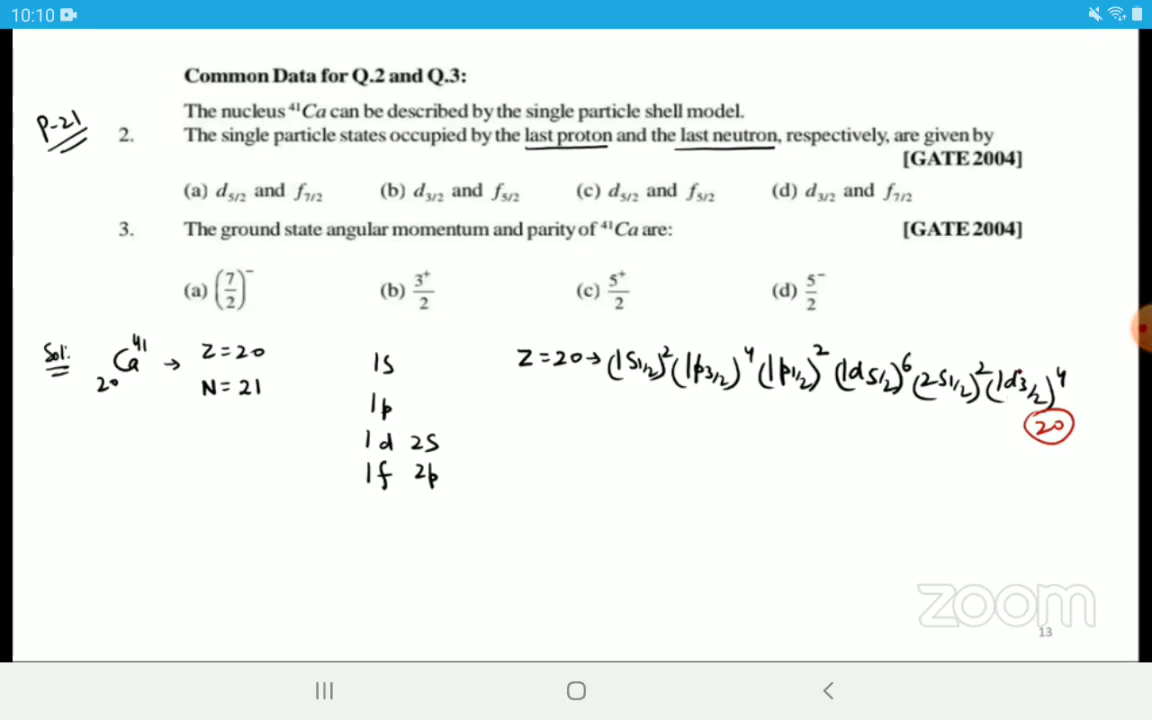 10:10
Common Data for Q.2 and Q.3:
The nucleus ⁴¹Ca can be described by the single particle shell model.
P-21
2. The single particle states occupied by the last proton and the last neutron, respectively, are given by
[GATE 2004]
(a) d₅/₂ and f₇/₂ (b) d₃/₂ and f₅/₂ (c) d₅/₂ and f₅/₂ (d) d₃/₂ and f₇/₂
3. The ground state angular momentum and parity of ⁴¹Ca are: [GATE 2004]
(a) (7/2)⁻ (b) 3⁺/2 (c) 5⁺/2 (d) 5⁻/2
Sol: ₂₀Ca⁴¹ → Z=20
N=21
1s
1p
1d 2s
1f 2p
Z=20→(1s1/2)² (1p3/2)⁴ (1p1/2)² (1d5/2)⁶ (2s1/2)² (1d3/2)⁴
20
zoom
13